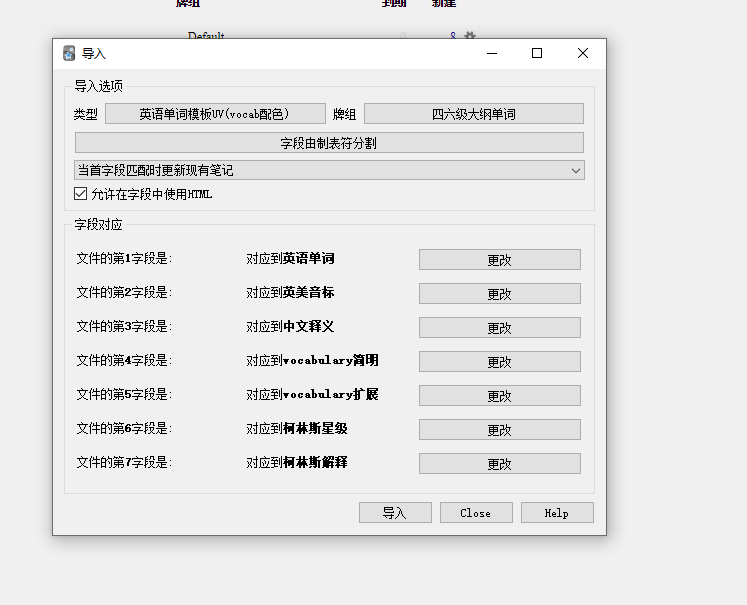 牌组 到期 新建
Default 0 8
导入
导入选项
类型 英语单词模板UV(vocab配色) 牌组 四六级大纲单词
字段由制表符分割
当首字段匹配时更新现有笔记
允许在字段中使用HTML
字段对应
文件的第1字段是: 对应到英语单词 更改
文件的第2字段是: 对应到英美音标 更改
文件的第3字段是: 对应到中文释义 更改
文件的第4字段是: 对应到vocabulary简明 更改
文件的第5字段是: 对应到vocabulary扩展 更改
文件的第6字段是: 对应到柯林斯星级 更改
文件的第7字段是: 对应到柯林斯解释 更改
导入 Close Help